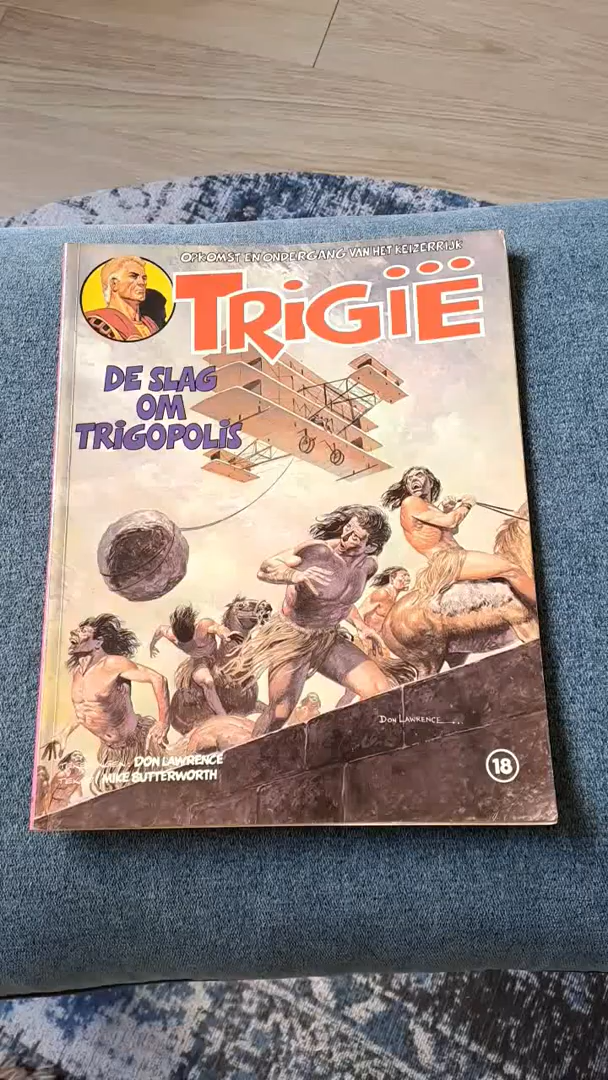 OPKOMST EN ONDERGANG VAN HET KEIZERRIJK
TRIGIË
DE SLAG
OM
TRIGOPOLIS
DON LAWRENCE
DON LAWRENCE
MIKE BUTTERWORTH
18